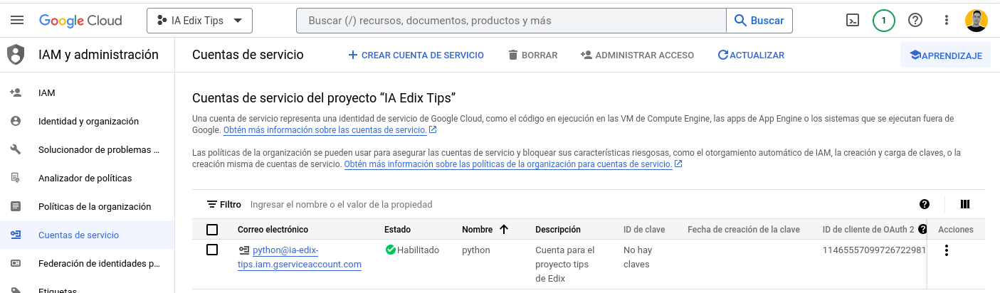 Google Cloud
IA Edix Tips
Buscar (/) recursos, documentos, productos y más
Buscar
1
IAM y administración
Cuentas de servicio
CREAR CUENTA DE SERVICIO
BORRAR
ADMINISTRAR ACCESO
ACTUALIZAR
APRENDIZAJE
IAM
Identidad y organización
Solucionador de problemas ...
Analizador de políticas
Políticas de la organización
Cuentas de servicio
Federación de identidades p...
Etiquetas
Cuentas de servicio del proyecto “IA Edix Tips”
Una cuenta de servicio representa una identidad de servicio de Google Cloud, como el código en ejecución en las VM de Compute Engine, las apps de App Engine o los sistemas que se ejecutan fuera de
Google. Obtén más información sobre las cuentas de servicio.
Las políticas de la organización se pueden usar para asegurar las cuentas de servicio y bloquear sus características riesgosas, como el otorgamiento automático de IAM, la creación y carga de claves, o la
creación misma de cuentas de servicio. Obtén más información sobre las políticas de la organización para cuentas de servicio.
Filtro Ingresar el nombre o el valor de la propiedad
Correo electrónico Estado Nombre Descripción ID de clave Fecha de creación de la clave ID de cliente de OAuth 2 Acciones
python@ia-edix-
tips.iam.gserviceaccount.com
Habilitado
python
Cuenta para el
proyecto tips
de Edix
No hay
claves
11465557099726722981